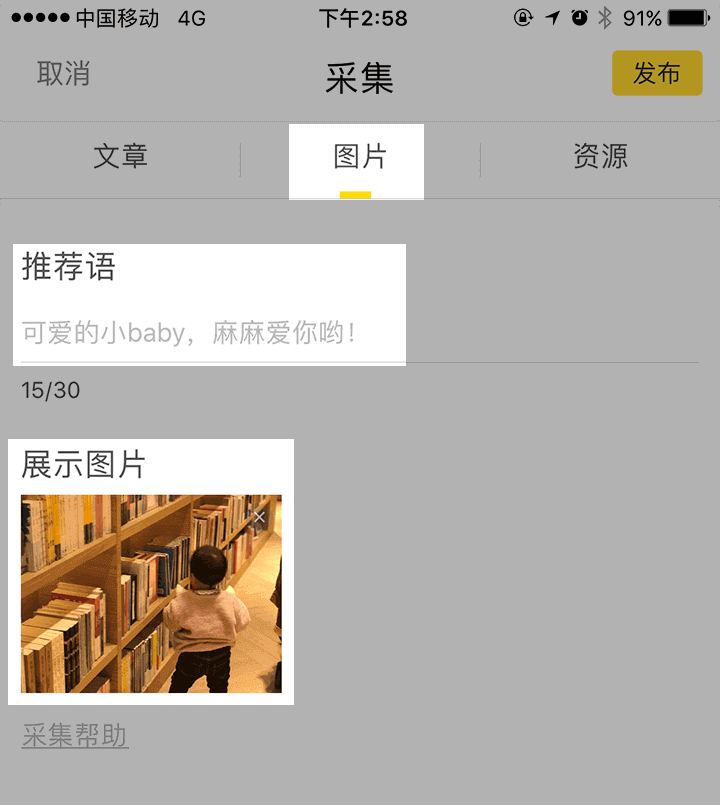 中国移动 4G 下午2:58 91%
取消 采集 发布
文章 图片 资源
推荐语
可爱的小baby，麻麻爱你哟！
15/30
展示图片
采集帮助